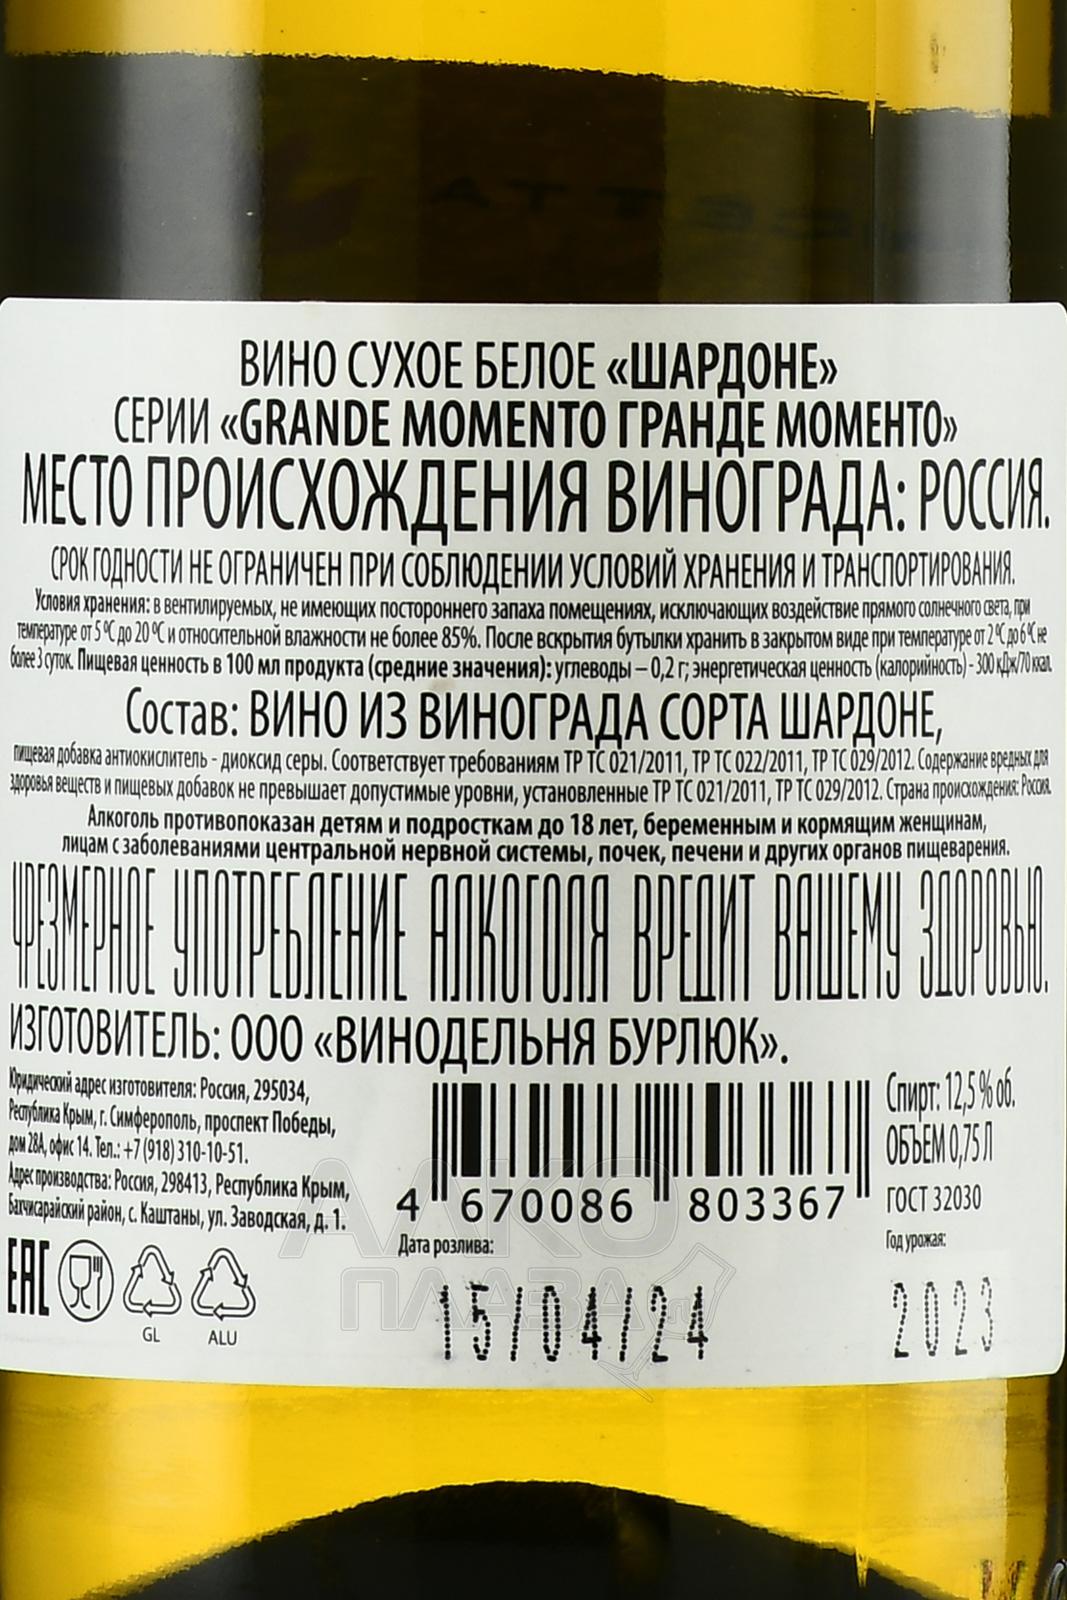 ВИНО СУХОЕ БЕЛОЕ «ШАРДОНЕ»
СЕРИИ «GRANDE MOMENTO ГРАНДЕ МОМЕНТО»
МЕСТО ПРОИСХОЖДЕНИЯ ВИНОГРАДА: РОССИЯ.
СРОК ГОДНОСТИ НЕ ОГРАНИЧЕН ПРИ СОБЛЮДЕНИИ УСЛОВИЙ ХРАНЕНИЯ И ТРАНСПОРТИРОВАНИЯ.
Условия хранения: в вентилируемых, не имеющих постороннего запаха помещениях, исключающих воздействие прямого солнечного света, при
температуре от 5 °C до 20 °C и относительной влажности не более 85%. После вскрытия бутылки хранить в закрытом виде при температуре от 2 °C до 6 °C не
более 3 суток. Пищевая ценность в 100 мл продукта (средние значения): углеводы – 0,2 г; энергетическая ценность (калорийность) - 300 кДж/70 ккал.
Состав: ВИНО ИЗ ВИНОГРАДА СОРТА ШАРДОНЕ,
пищевая добавка антиокислитель - диоксид серы. Соответствует требованиям ТР ТС 021/2011, ТР ТС 022/2011, ТР ТС 029/2012. Содержание вредных для
здоровья веществ и пищевых добавок не превышает допустимые уровни, установленные ТР ТС 021/2011, ТР ТС 029/2012. Страна происхождения: Россия.
Алкоголь противопоказан детям и подросткам до 18 лет, беременным и кормящим женщинам,
лицам с заболеваниями центральной нервной системы, почек, печени и других органов пищеварения.
ЧРЕЗМЕРНОЕ УПОТРЕБЛЕНИЕ АЛКОГОЛЯ ВРЕДИТ ВАШЕМУ ЗДОРОВЬЮ.
ИЗГОТОВИТЕЛЬ: ООО «ВИНОДЕЛЬНЯ БУРЛЮК».
Юридический адрес изготовителя: Россия, 295034,
Республика Крым, г. Симферополь, проспект Победы,
дом 28А, офис 14. Тел.: +7 (918) 310-10-51.
Адрес производства: Россия, 298413, Республика Крым,
Бахчисарайский район, с. Каштаны, ул. Заводская, д. 1.
EAC
GL
ALU
4 670086 803367
Дата розлива:
15/04/24
Спирт: 12,5 % об.
ОБЪЕМ 0,75 Л
ГОСТ 32030
Год урожая:
2023
АЛКО
ПЛАЗА